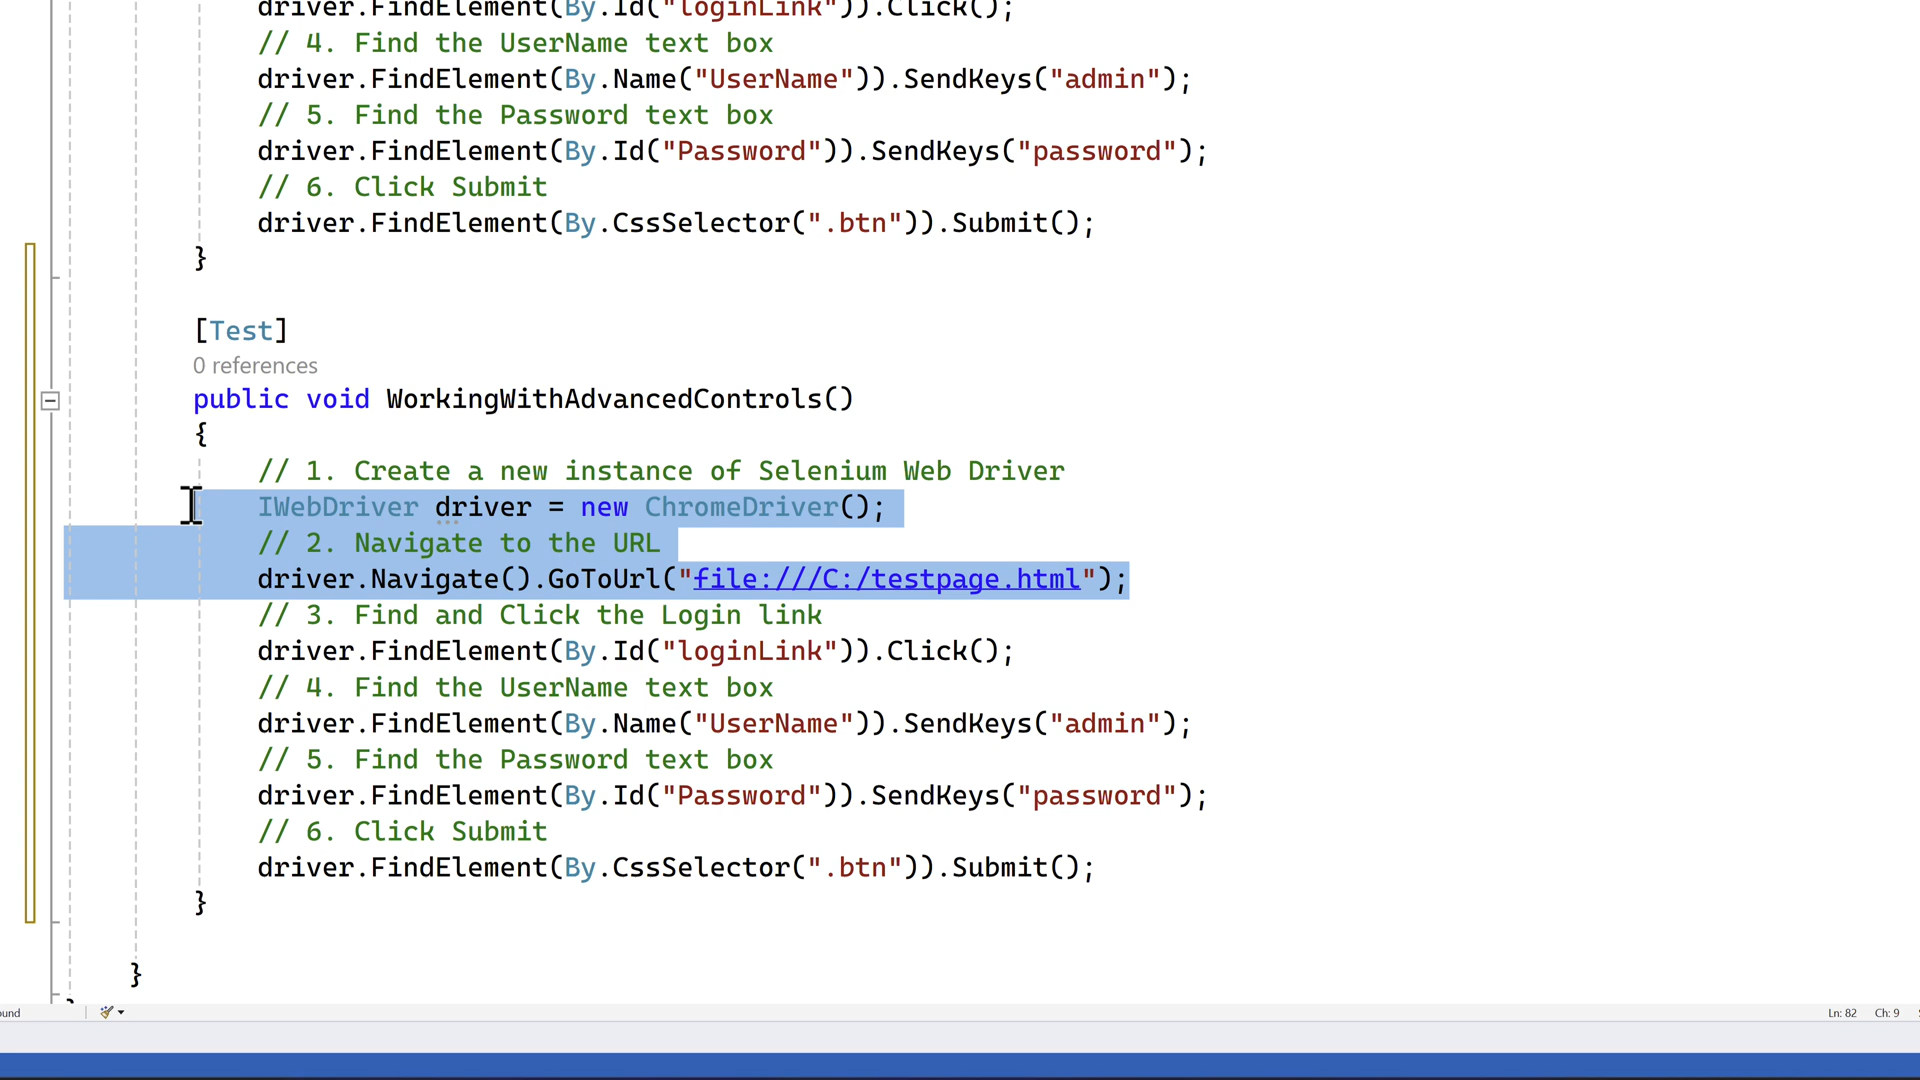 driver.FindElement(By.Id("loginLink")).Click();
// 4. Find the UserName text box
driver.FindElement(By.Name("UserName")).SendKeys("admin");
// 5. Find the Password text box
driver.FindElement(By.Id("Password")).SendKeys("password");
// 6. Click Submit
driver.FindElement(By.CssSelector(".btn")).Submit();
}
[Test]
0 references
public void WorkingWithAdvancedControls()
{
// 1. Create a new instance of Selenium Web Driver
IWebDriver driver = new ChromeDriver();
// 2. Navigate to the URL
driver.Navigate().GoToUrl("file:///C:/testpage.html");
// 3. Find and Click the Login link
driver.FindElement(By.Id("loginLink")).Click();
// 4. Find the UserName text box
driver.FindElement(By.Name("UserName")).SendKeys("admin");
// 5. Find the Password text box
driver.FindElement(By.Id("Password")).SendKeys("password");
// 6. Click Submit
driver.FindElement(By.CssSelector(".btn")).Submit();
}
}
Ln: 82 Ch: 9